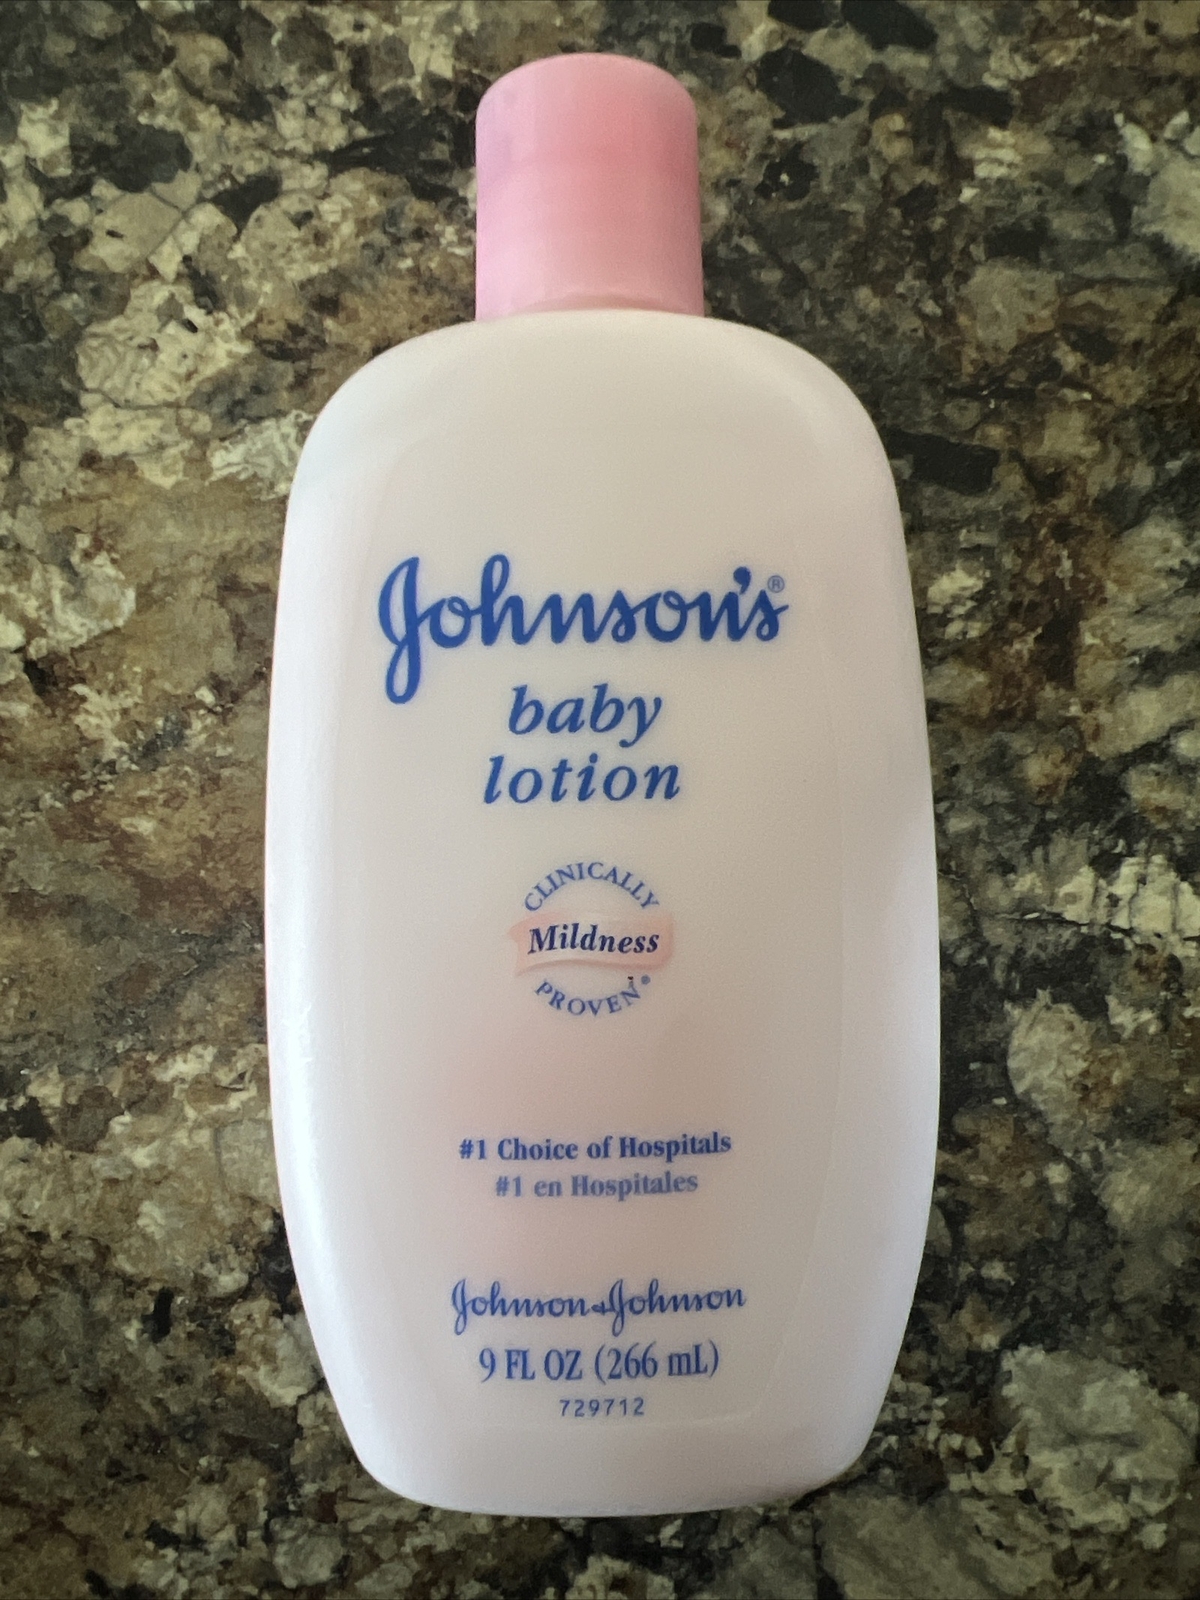 Johnson's®
baby
lotion
CLINICALLY
Mildness
PROVEN
#1 Choice of Hospitals
#1 en Hospitales
Johnson & Johnson
9 FL OZ (266 mL)
729712